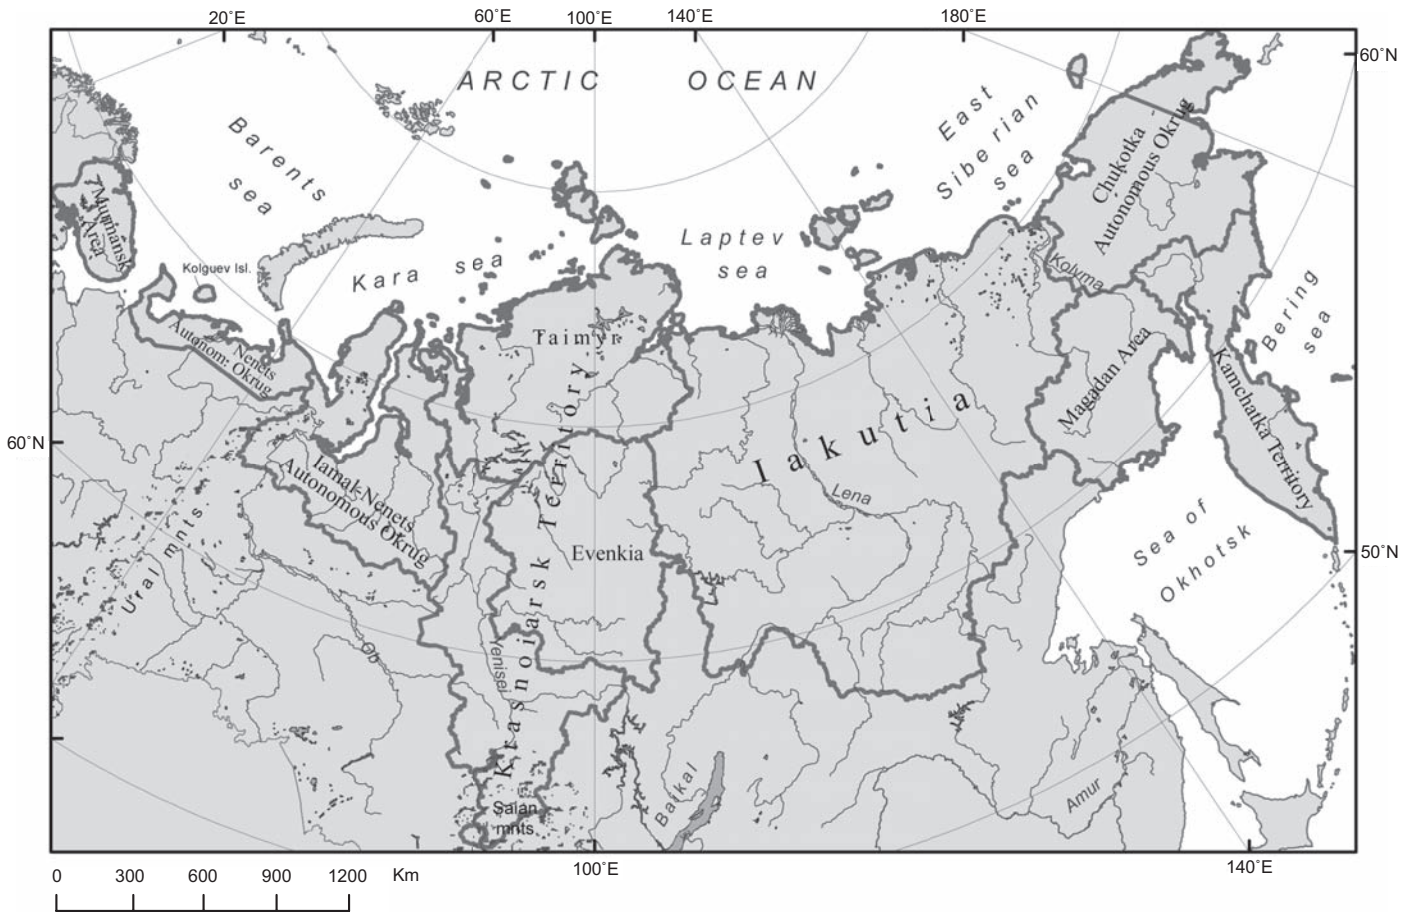 20°E
60°E
100°E
140°E
180°E
60°N
ARCTIC OCEAN
Barents
sea
East
Siberian
sea
Chukotka
Autonomous Okrug
Murmansk
Area
Kolguev Isl.
Kara sea
Laptev
sea
Koluma
Bering
sea
Nenets
Autonom. Okrug
Taimyr
Magadan Area
Kamchatka Territory
60°N
Iakutia
Iamal-Nenets
Autonomous Okrug
Lena
Ural mnts
Krasnoiarsk Territory
Evenkia
Sea of
Okhotsk
50°N
Ob
Yenisei
Baikal
Amur
Saian
mnts
0 300 600 900 1200 Km
100°E
140°E